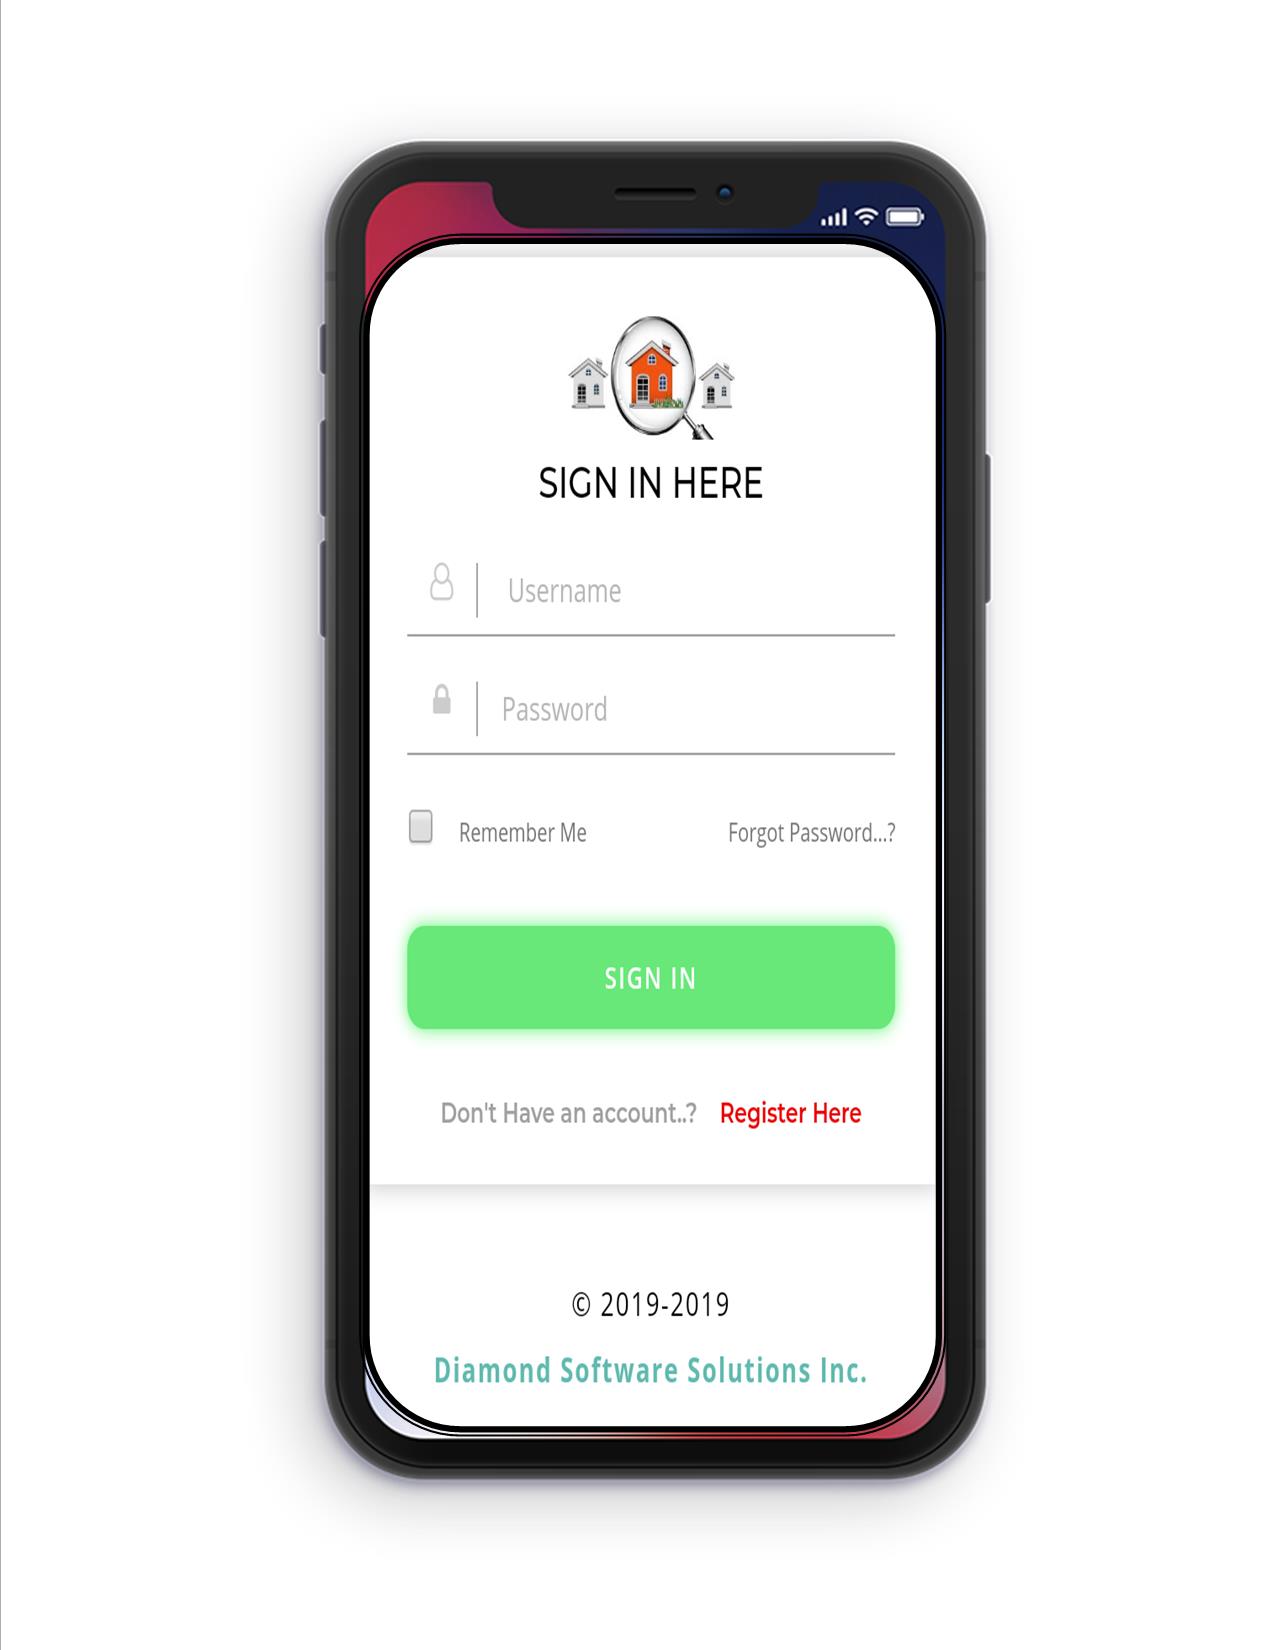 SIGN IN HERE
Username
Password
Remember Me Forgot Password...?
SIGN IN
Don't Have an account..? Register Here
© 2019-2019
Diamond Software Solutions Inc.